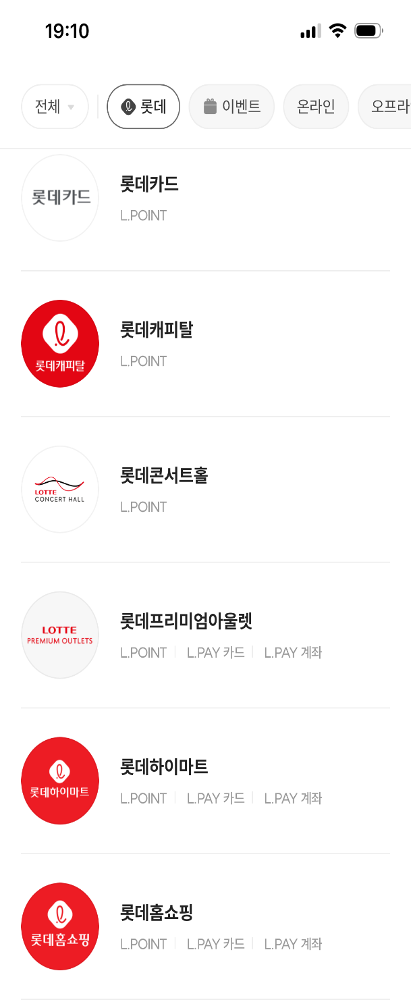 19:10
전체 롯데 이벤트 온라인 오프라
롯데카드
롯데카드
L.POINT
롯데캐피탈
롯데캐피탈
L.POINT
LOTTE
CONCERT HALL
롯데콘서트홀
L.POINT
LOTTE
PREMIUM OUTLETS
롯데프리미엄아울렛
L.POINT L.PAY 카드 L.PAY 계좌
롯데하이마트
롯데하이마트
L.POINT L.PAY 카드 L.PAY 계좌
롯데홈쇼핑
롯데홈쇼핑
L.POINT L.PAY 카드 L.PAY 계좌